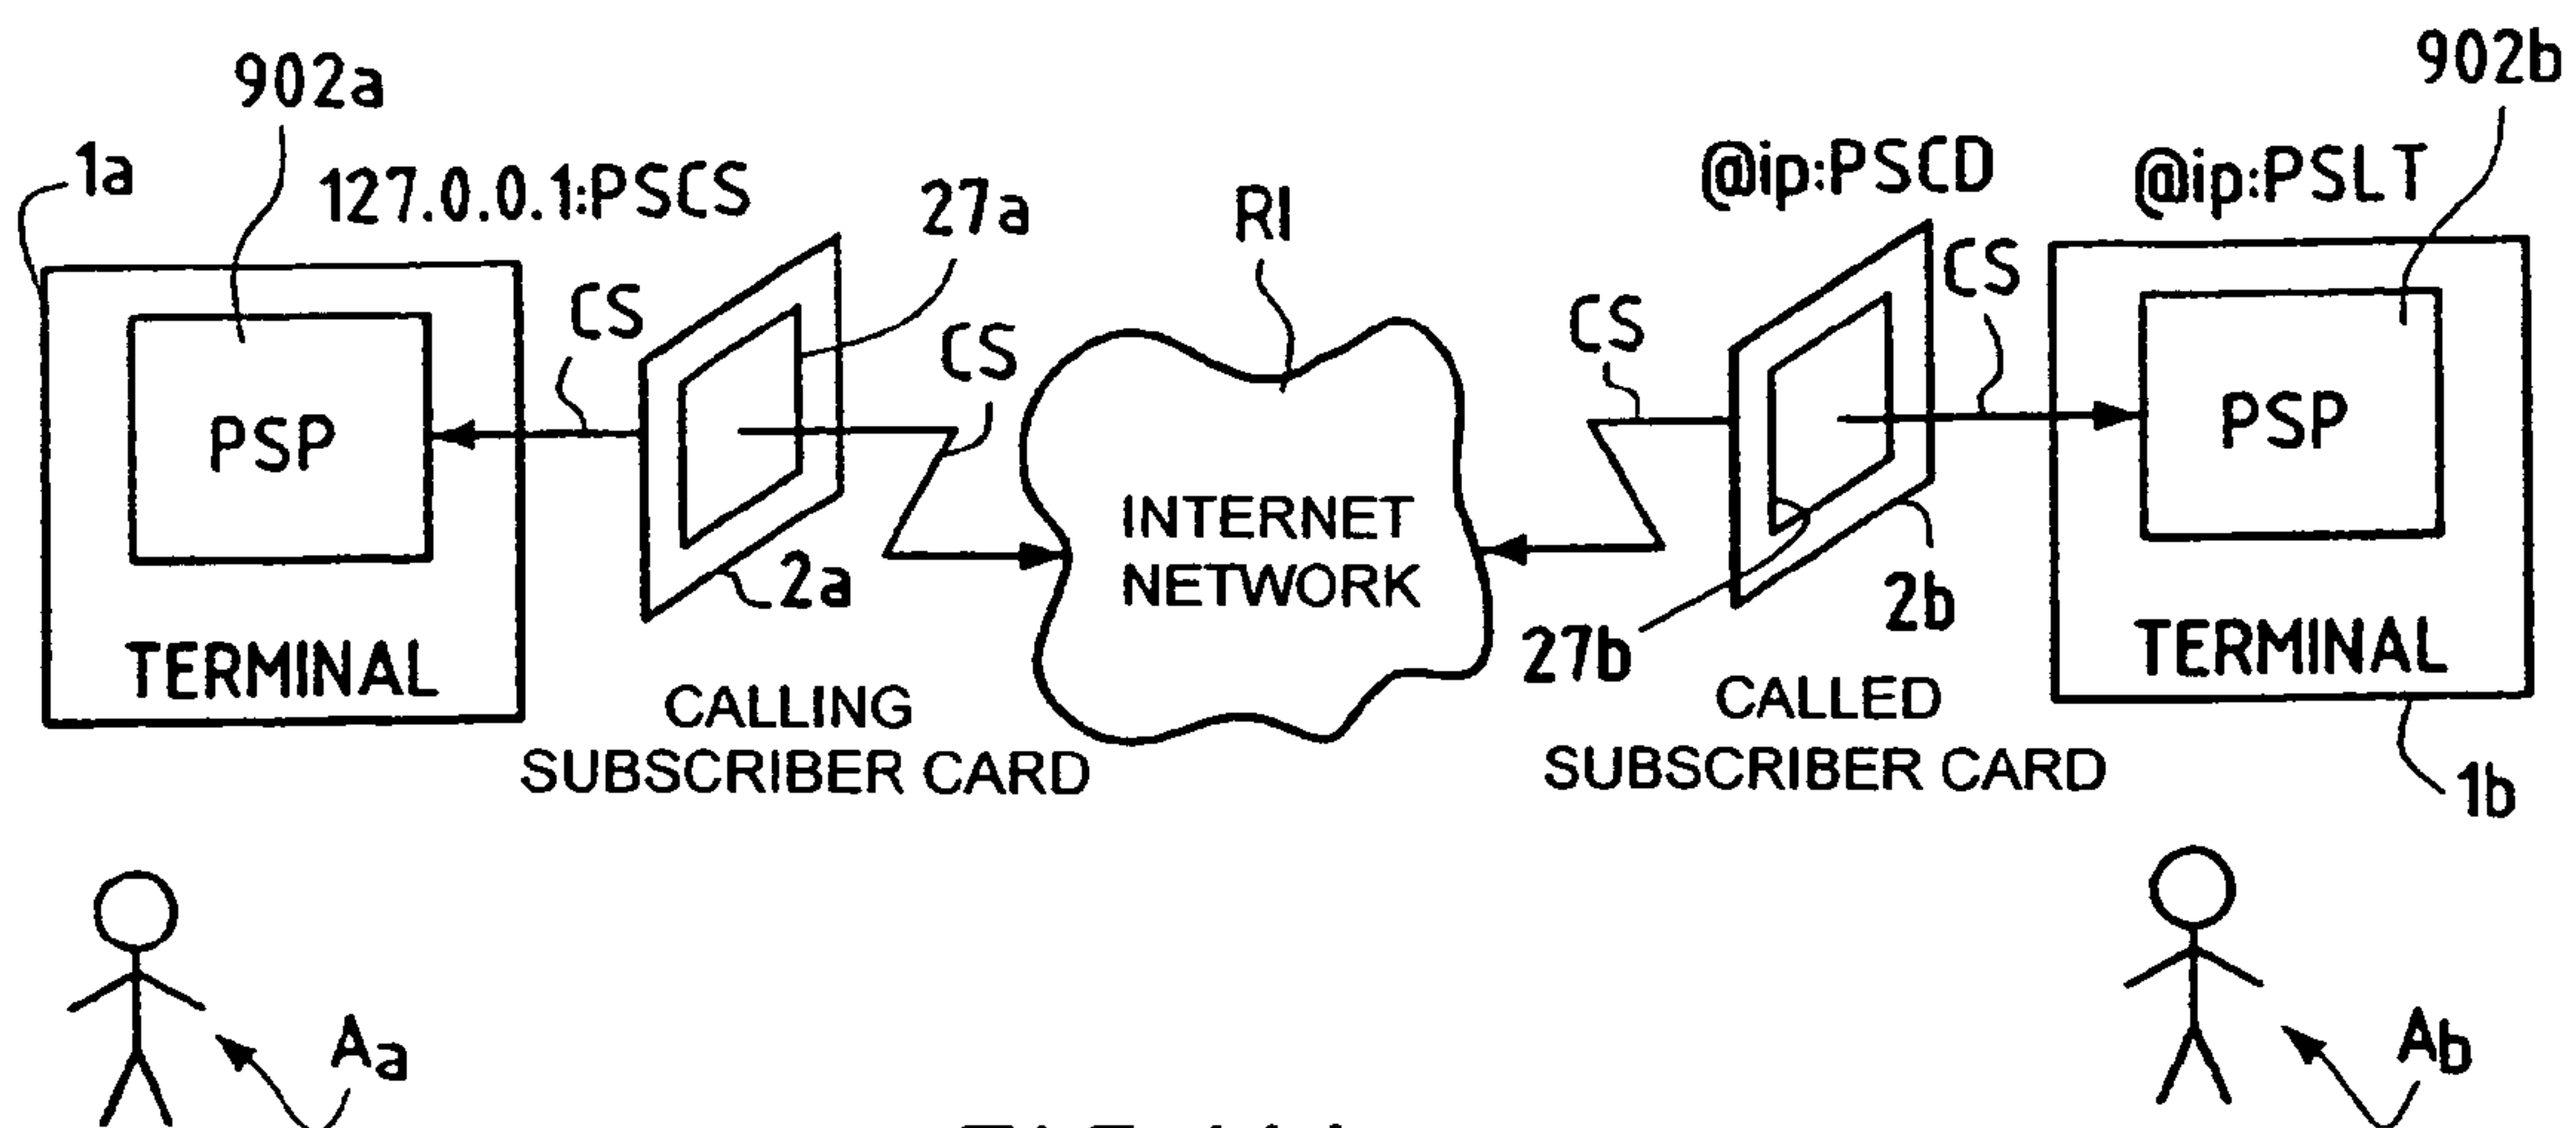 902a
902b
1a
127.0.0.1:PSCS
27a
RI
@ip:PSCD
@ip:PSLT
CS
CS
CS
CS
PSP
PSP
INTERNET
NETWORK
2a
2b
27b
TERMINAL
TERMINAL
CALLING
SUBSCRIBER CARD
CALLED
SUBSCRIBER CARD
1b
Aa
Ab